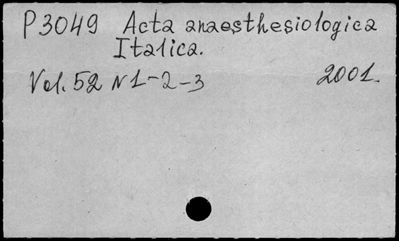 P3049 Acta anaesthesiologica
Italica.
Vol. 52 N1-2-3 2001.